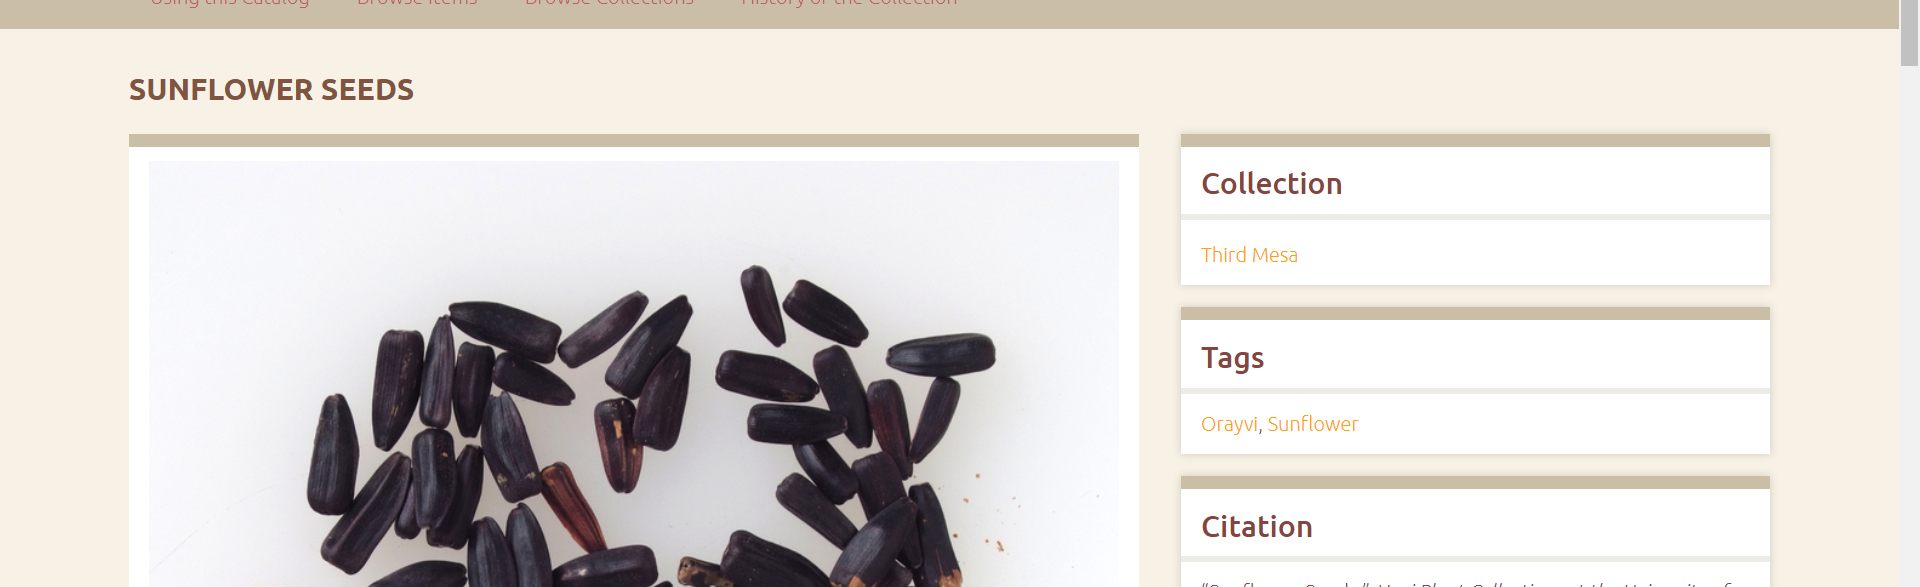 Using this Catalog Browse Items Browse Collections History of the Collection
SUNFLOWER SEEDS
Collection
Third Mesa
Tags
Orayvi, Sunflower
Citation